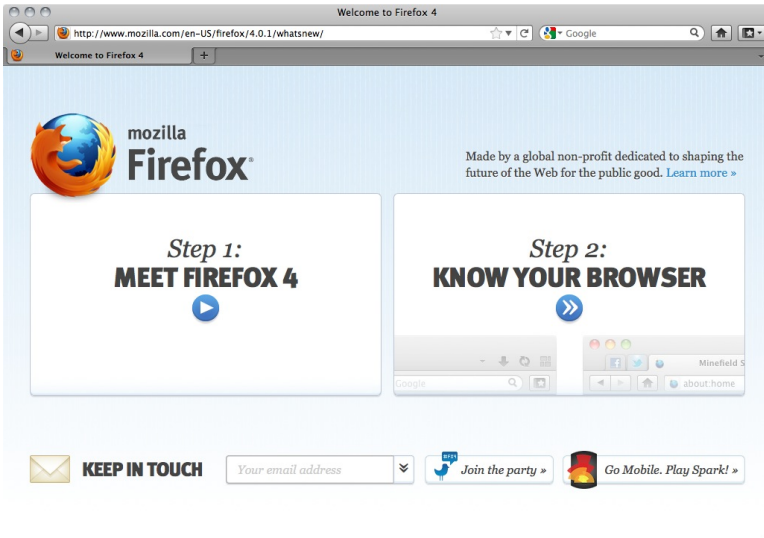 Welcome to Firefox 4
http://www.mozilla.com/en-US/firefox/4.0.1/whatsnew/
Google
Welcome to Firefox 4
mozilla
Firefox®
Made by a global non-profit dedicated to shaping the
future of the Web for the public good. Learn more »
Step 1:
MEET FIREFOX 4
Step 2:
KNOW YOUR BROWSER
Minefield S
Google
about:home
KEEP IN TOUCH
Your email address
Join the party »
Go Mobile. Play Spark! »